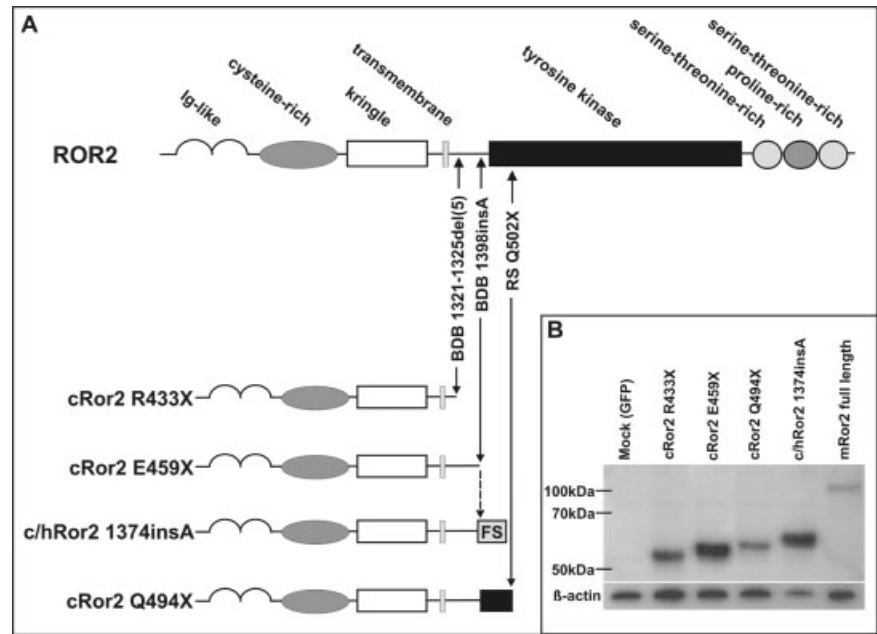 A
Ig-like
cysteine-rich
kringle
transmembrane
tyrosine kinase
serine-threonine-rich
proline-rich
serine-threonine-rich
ROR2
BDB 1321-1325del(5)
BDB 1398insA
RS Q502X
cRor2 R433X
cRor2 E459X
c/hRor2 1374insA
FS
cRor2 Q494X
B
Mock (GFP)
cRor2 R433X
cRor2 E459X
cRor2 Q494X
c/hRor2 1374insA
mRor2 full length
100kDa
70kDa
50kDa
ß-actin